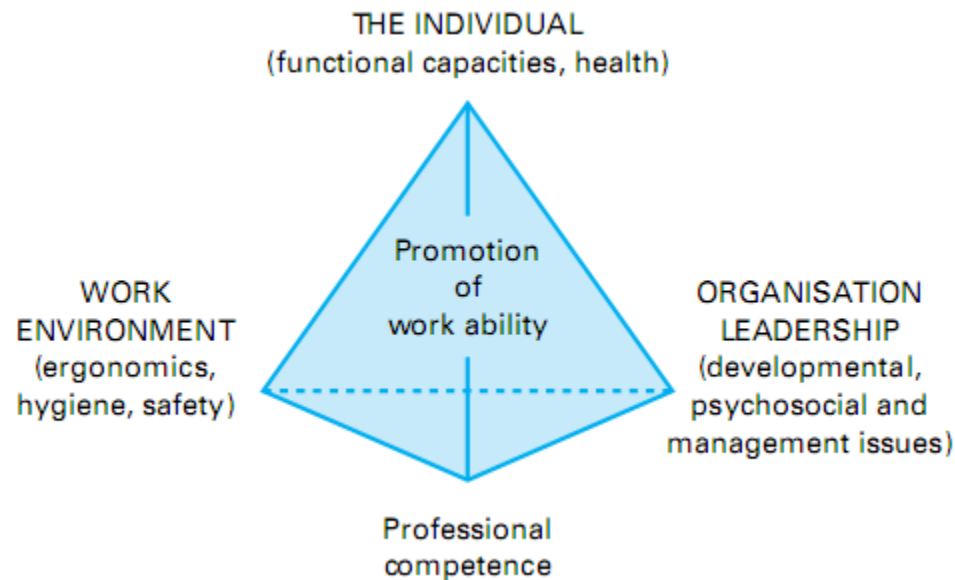 THE INDIVIDUAL
(functional capacities, health)
Promotion
of
work ability
WORK
ENVIRONMENT
(ergonomics,
hygiene, safety)
ORGANISATION
LEADERSHIP
(developmental,
psychosocial and
management issues)
Professional
competence